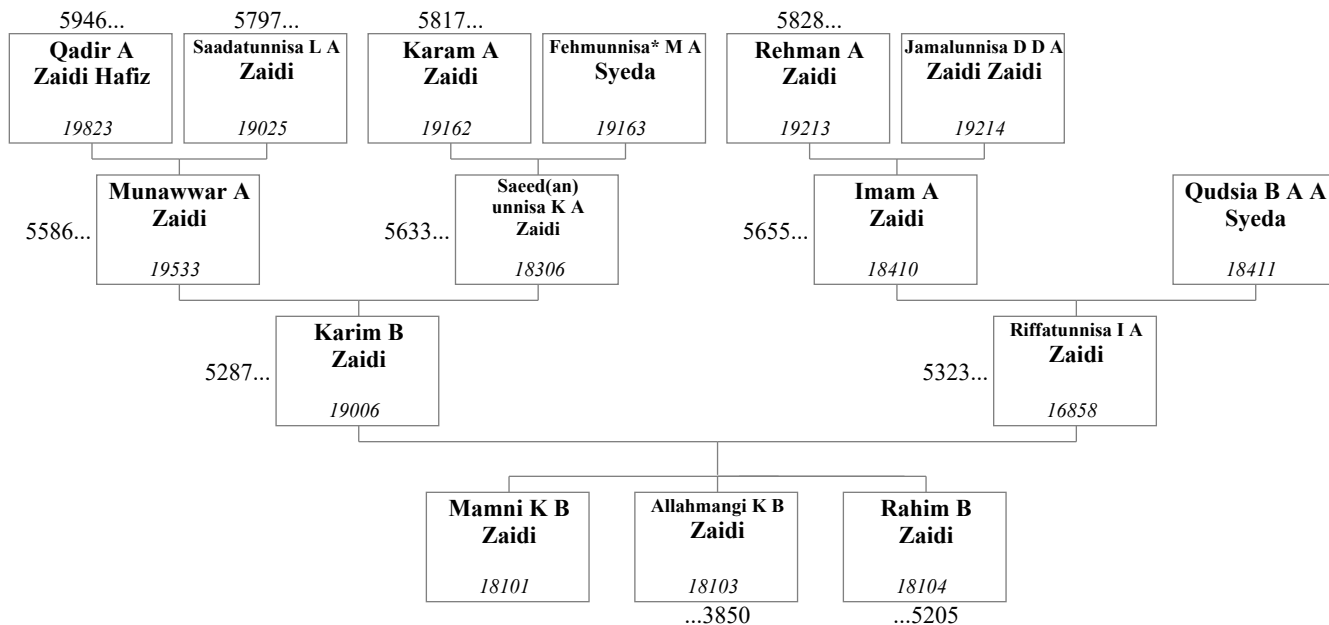 5946...
5797...
5817...
5828...
Qadir A
Zaidi Hafiz
19823
Saadatunnisa L A
Zaidi
19025
Karam A
Zaidi
19162
Fehmunnisa* M A
Syeda
19163
Rehman A
Zaidi
19213
Jamalunnisa D D A
Zaidi Zaidi
19214
5586...
Munawwar A
Zaidi
19533
5633...
Saeed(an)
unnisa K A
Zaidi
18306
5655...
Imam A
Zaidi
18410
Qudsia B A A
Syeda
18411
5287...
Karim B
Zaidi
19006
5323...
Riffatunnisa I A
Zaidi
16858
Mamni K B
Zaidi
18101
Allahmangi K B
Zaidi
18103
Rahim B
Zaidi
18104
...3850
...5205